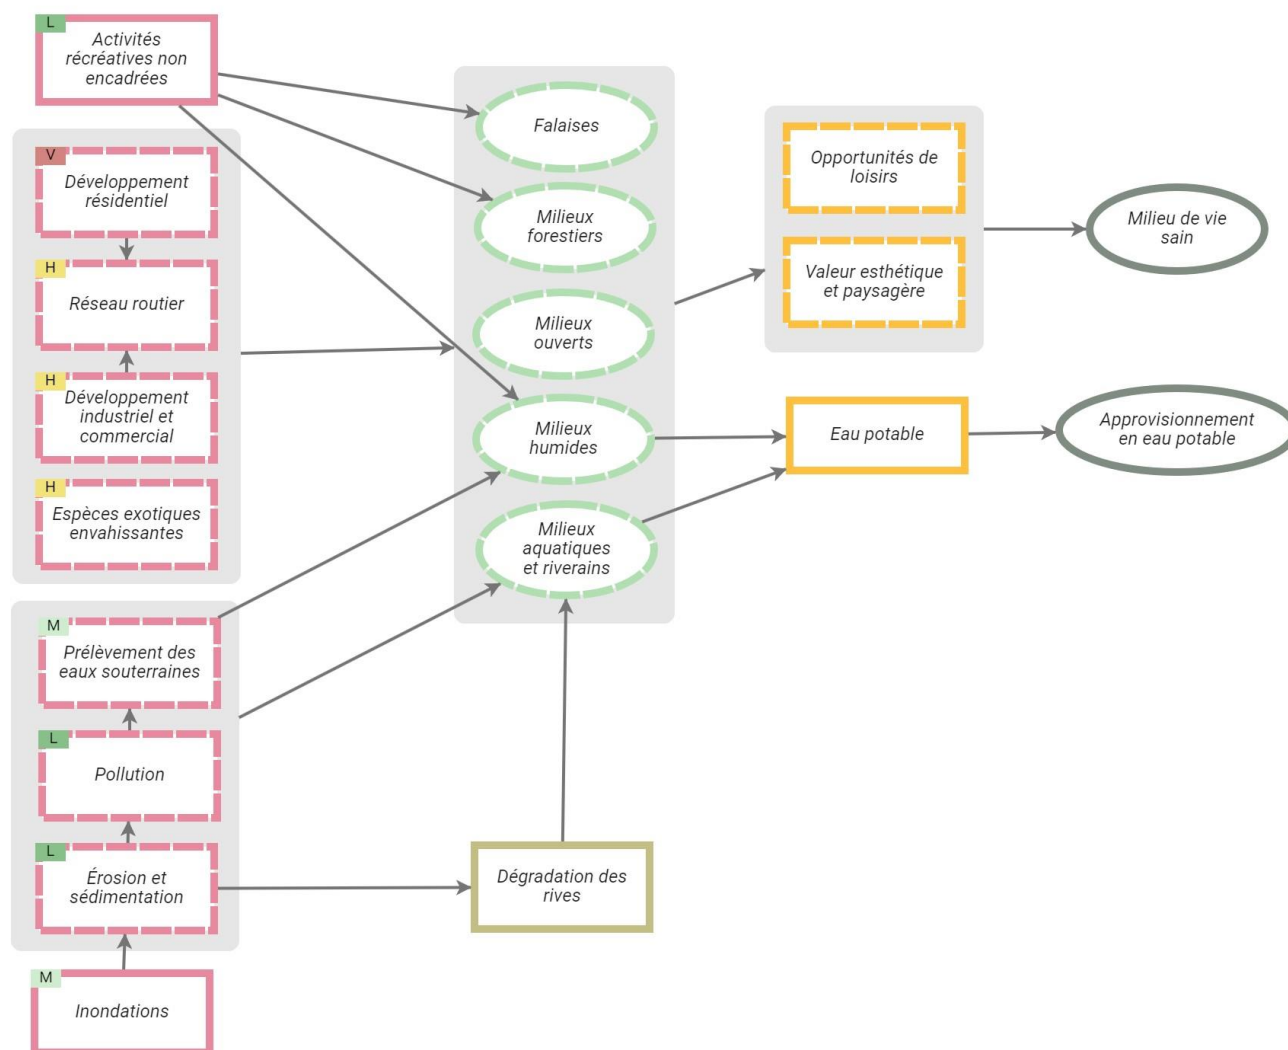 L
Activités
récréatives non
encadrées
V
Développement
résidentiel
H
Réseau routier
H
Développement
industriel et
commercial
H
Espèces exotiques
envahissantes
M
Prélèvement des
eaux souterraines
L
Pollution
L
Érosion et
sédimentation
M
Inondations
Falaises
Milieux
forestiers
Milieux
ouverts
Milieux
humides
Milieux
aquatiques
et riverains
Dégradation des
rives
Opportunités de
loisirs
Valeur esthétique
et paysagère
Eau potable
Milieu de vie
sain
Approvisionnement
en eau potable